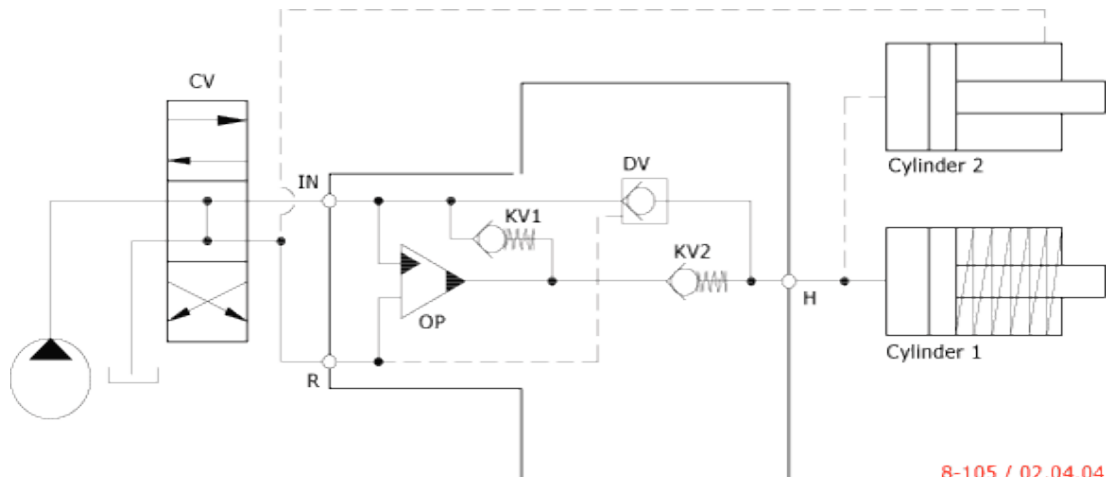 CV
Cylinder 2
IN
DV
KV1
KV2
OP
H
R
Cylinder 1
8-105 / 02.04.04